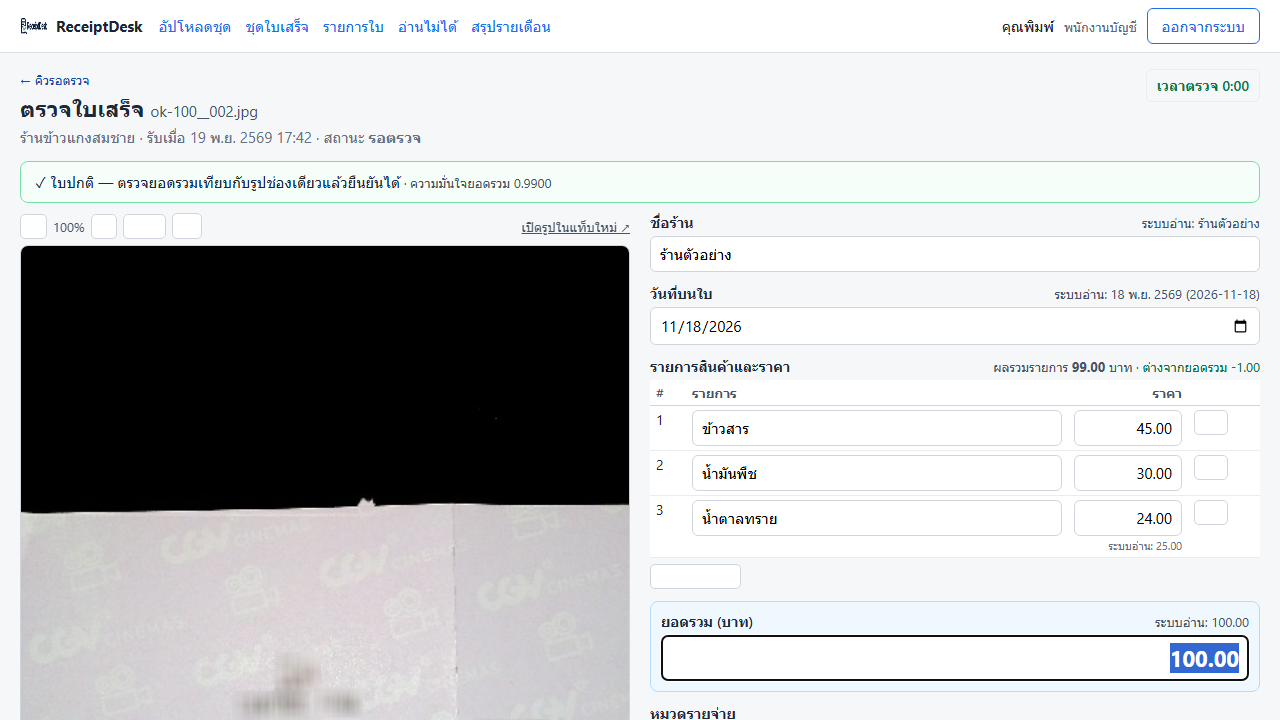 ReceiptDesk อัปโหลดชุด ชุดใบเสร็จ รายการใบ อ่านไม่ได้ สรุปรายเดือน คุณพิมพ์ พนักงานบัญชี ออกจากระบบ
← คิวรอตรวจ
เวลาตรวจ 0:00
ตรวจใบเสร็จ ok-100__002.jpg
ร้านข้าวแกงสมชาย · รับเมื่อ 19 พ.ย. 2569 17:42 · สถานะ รอตรวจ
✓ ใบปกติ — ตรวจยอดรวมเทียบกับรูปช่องเดียวแล้วยืนยันได้ · ความมั่นใจยอดรวม 0.9900
100% เปิดรูปในแท็บใหม่ ↗
CGV CINEMAS
CGV CINEMAS
CGV CINEMAS
CGV CINEMAS
CGV
ชื่อร้าน ระบบอ่าน: ร้านตัวอย่าง
ร้านตัวอย่าง
วันที่บนใบ ระบบอ่าน: 18 พ.ย. 2569 (2026-11-18)
11/18/2026
รายการสินค้าและราคา ผลรวมรายการ 99.00 บาท · ต่างจากยอดรวม -1.00
# รายการ ราคา
1 ข้าวสาร 45.00
2 น้ำมันพืช 30.00
3 น้ำตาลทราย 24.00
ระบบอ่าน: 25.00
ยอดรวม (บาท) ระบบอ่าน: 100.00
100.00
หมวดรายจ่าย